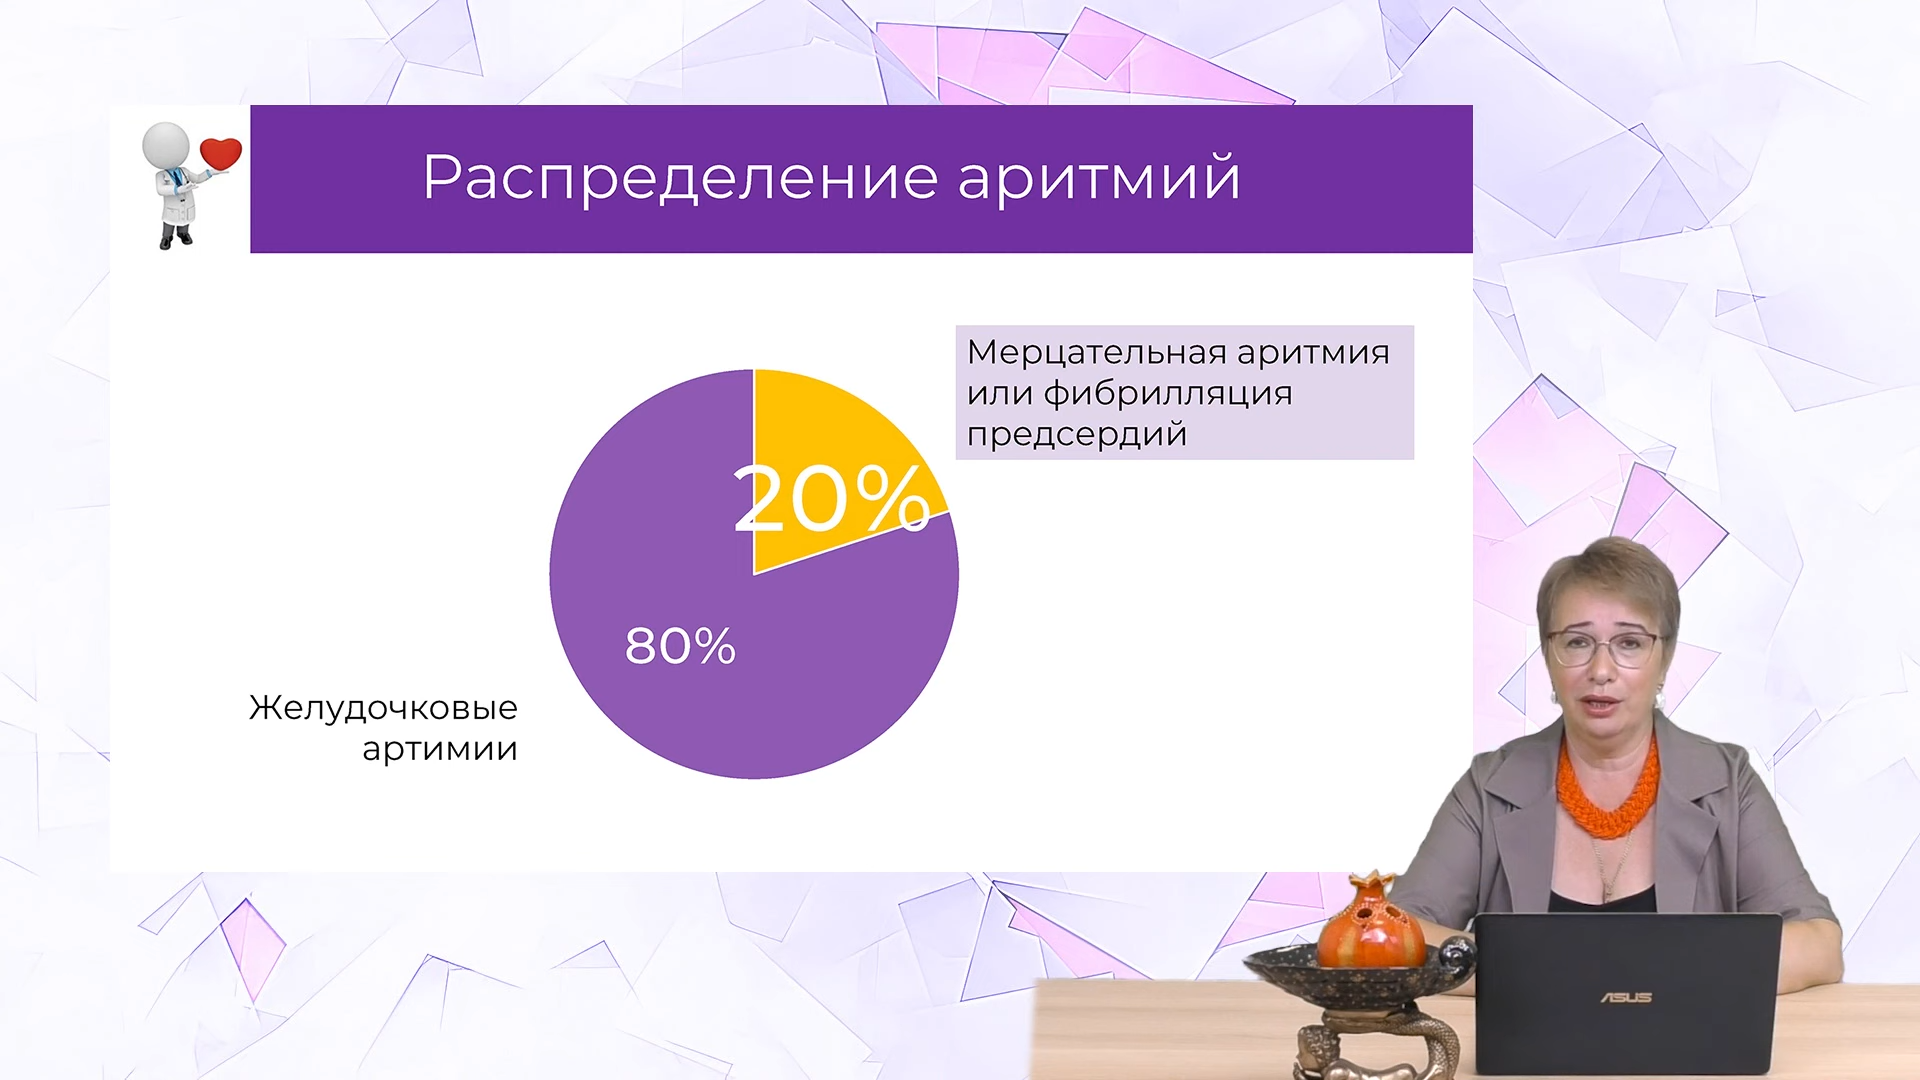 Распределение аритмий
Мерцательная аритмия
или фибрилляция
предсердий
20%
80%
Желудочковые
артимии
ASUS